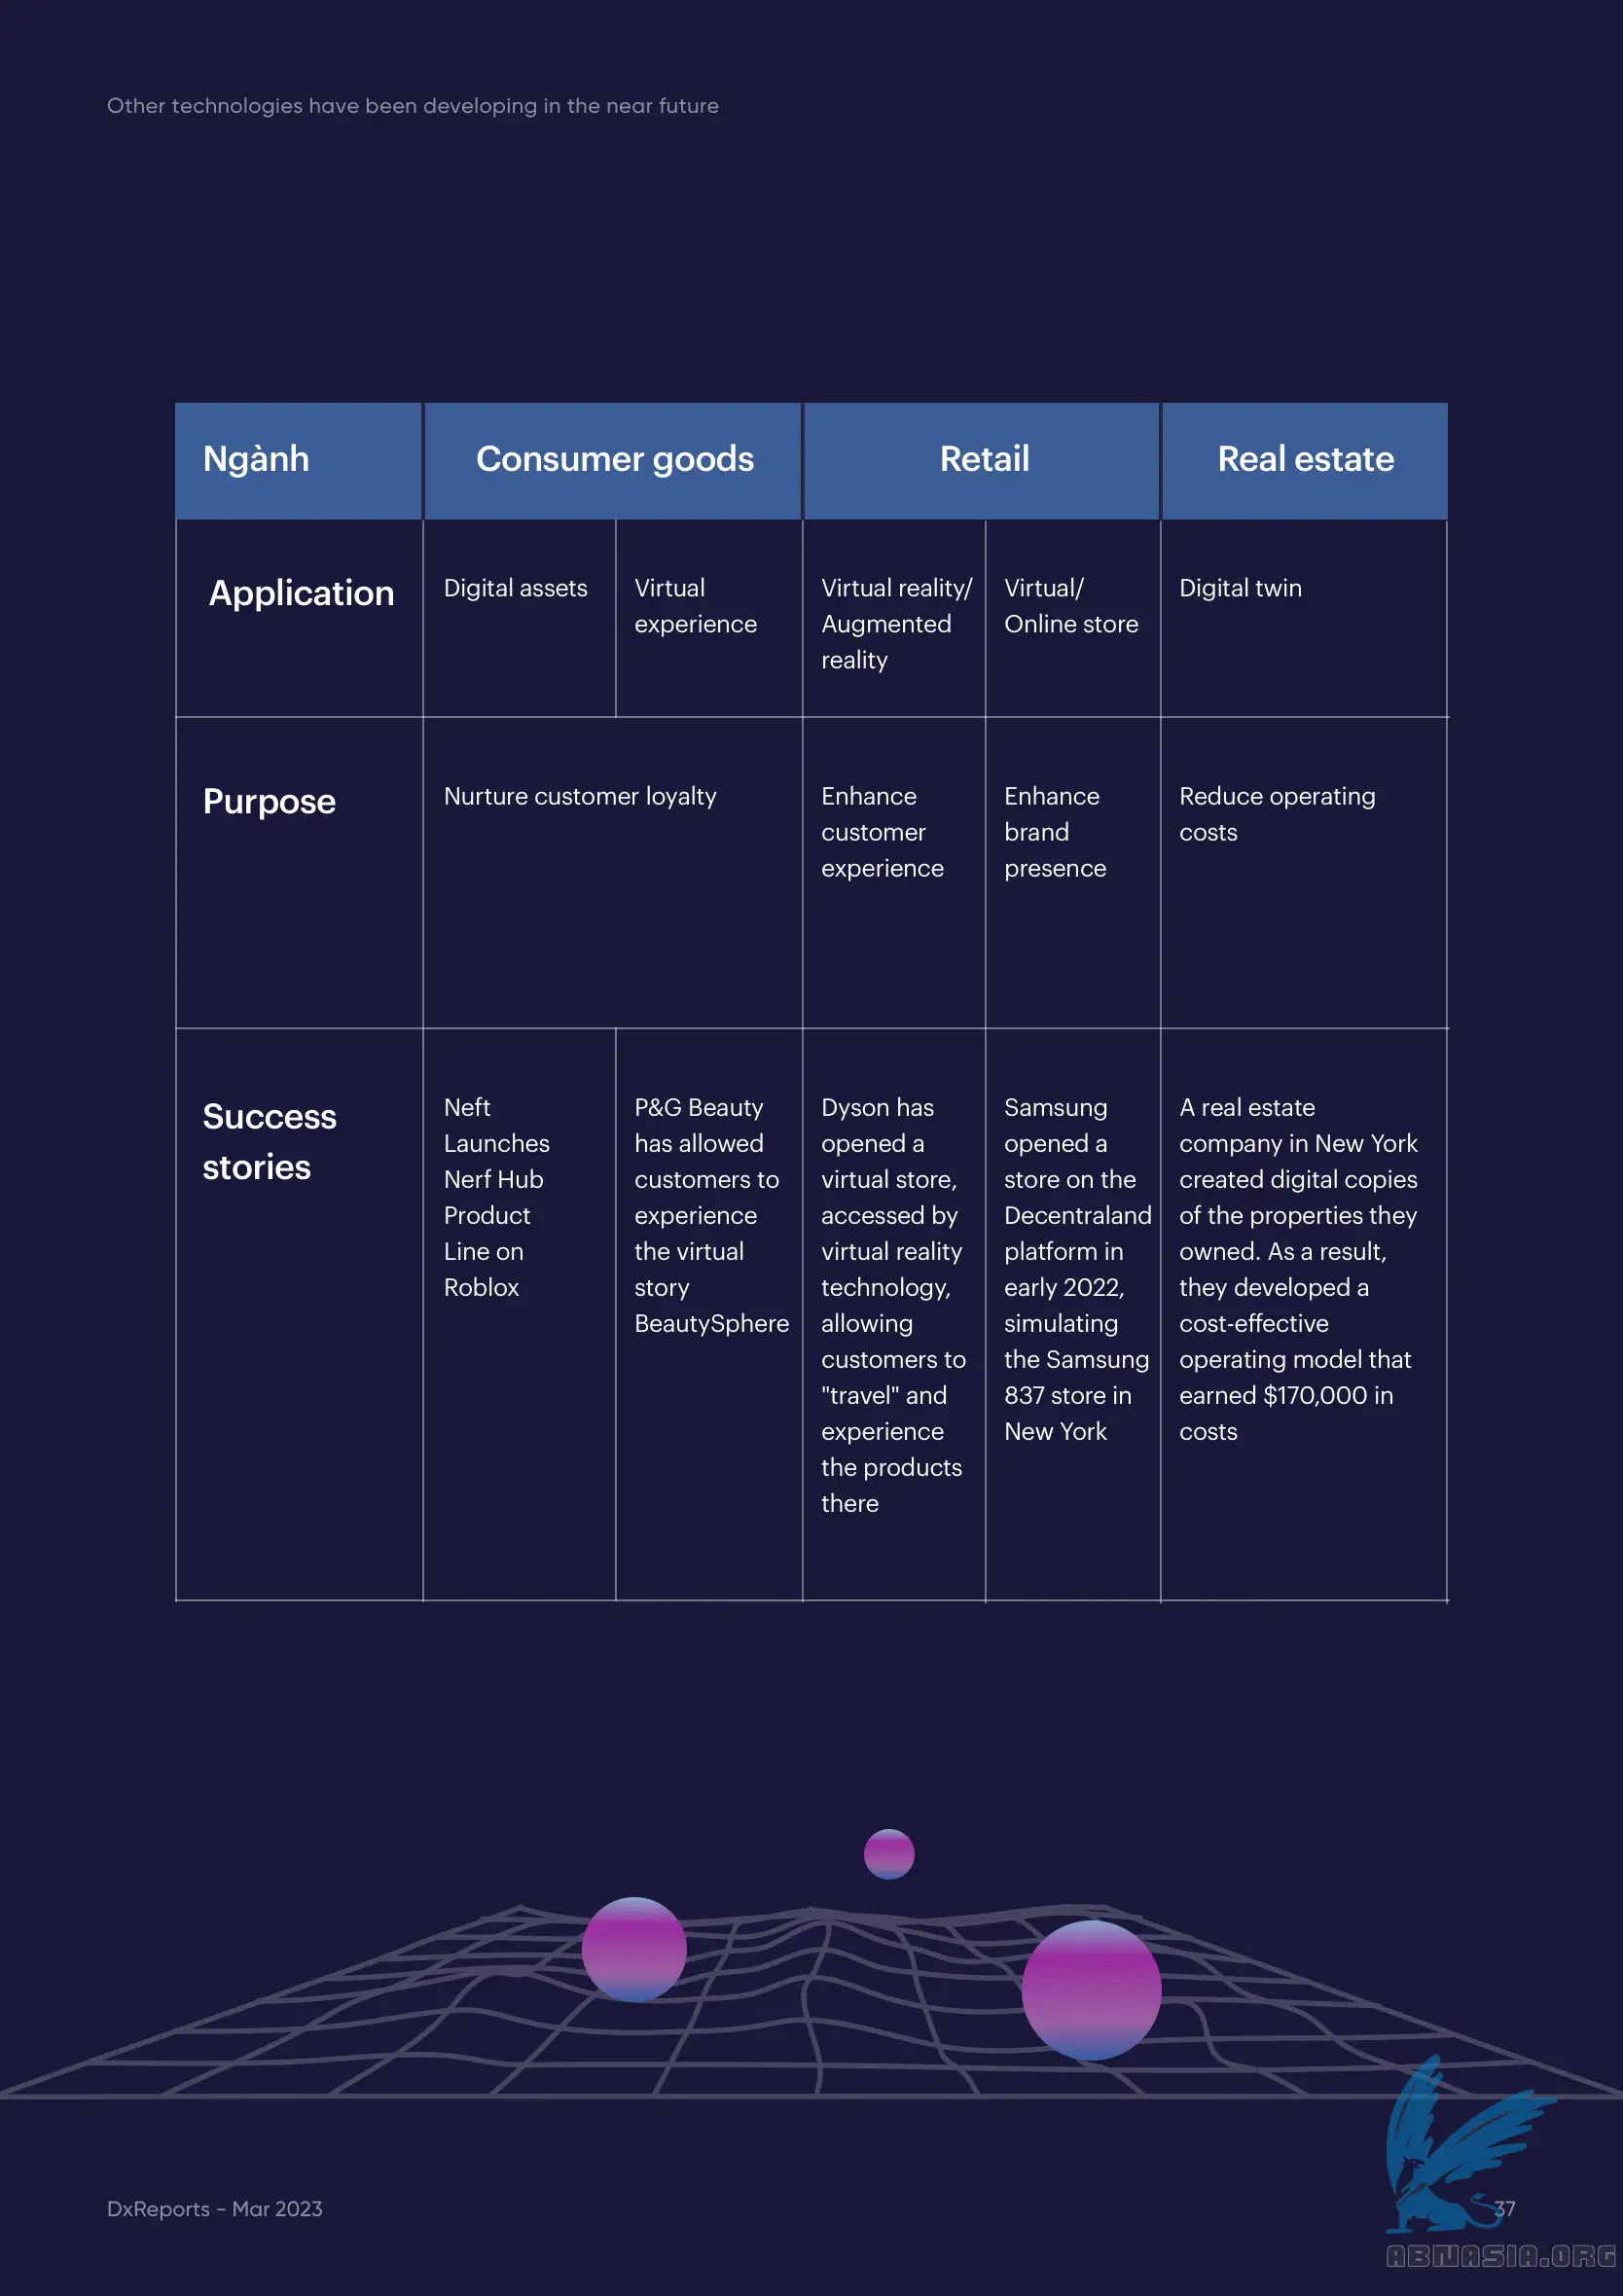 Other technologies have been developing in the near future
Ngành
Consumer goods
Retail
Real estate
Application
Digital assets
Virtual
experience
Virtual reality/
Augmented
reality
Virtual/
Online store
Digital twin
Purpose
Nurture customer loyalty
Enhance
customer
experience
Enhance
brand
presence
Reduce operating
costs
Success
stories
Neft
Launches
Nerf Hub
Product
Line on
Roblox
P&G Beauty
has allowed
customers to
experience
the virtual
story
BeautySphere
Dyson has
opened a
virtual store,
accessed by
virtual reality
technology,
allowing
customers to
"travel" and
experience
the products
there
Samsung
opened a
store on the
Decentraland
platform in
early 2022,
simulating
the Samsung
837 store in
New York
A real estate
company in New York
created digital copies
of the properties they
owned. As a result,
they developed a
cost-effective
operating model that
earned $170,000 in
costs
DxReports - Mar 2023
37
ABNASIA.ORG